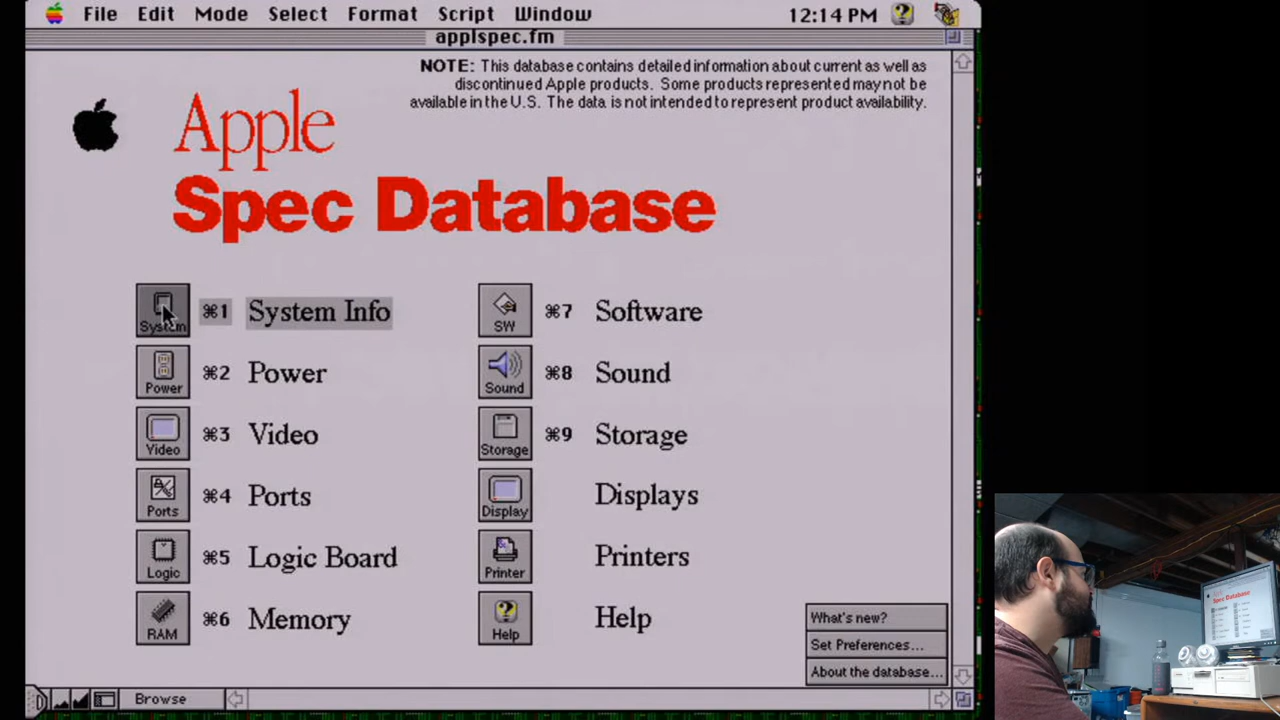 File Edit Mode Select Format Script Window 12:14 PM
applspec.fm
NOTE: This database contains detailed information about current as well as
discontinued Apple products. Some products represented may not be
available in the U.S. The data is not intended to represent product availability.
Apple
Spec Database
System ⌘1 System Info
Power ⌘2 Power
Video ⌘3 Video
Ports ⌘4 Ports
Logic ⌘5 Logic Board
RAM ⌘6 Memory
SW ⌘7 Software
Sound ⌘8 Sound
Storage ⌘9 Storage
Display Displays
Printer Printers
Help Help
What's new?
Set Preferences...
About the database...
Browse
Spec Database